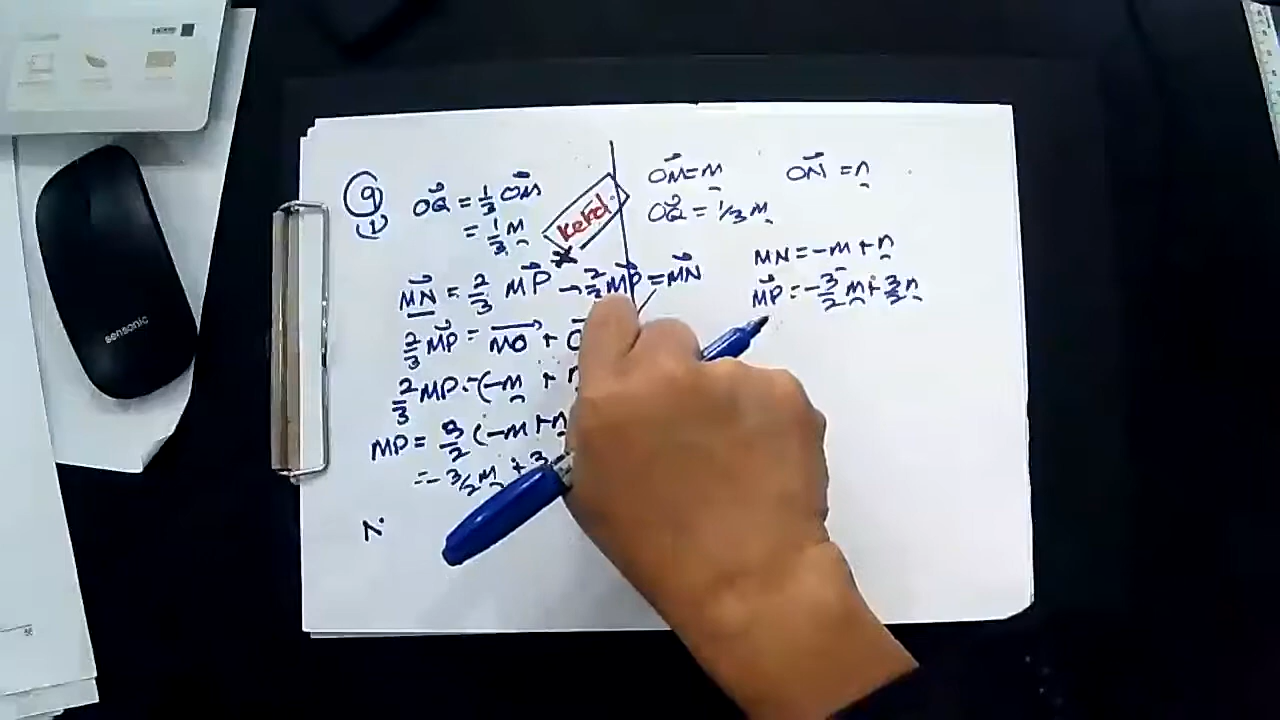 9
OQ = 1/3 OM
= 1/3 m
Kefd.
MN = 2/3 MP → 2/3 MP = MN
2/3 MP = MO +
2/3 MP = (-m +
MP = 3/2 (-m + n
= - 3/2 m + 3
N
OM = m
ON = n
OQ = 1/3 m
MN = -m + n
MP = - 3/2 m + 3/2 n
sensonic